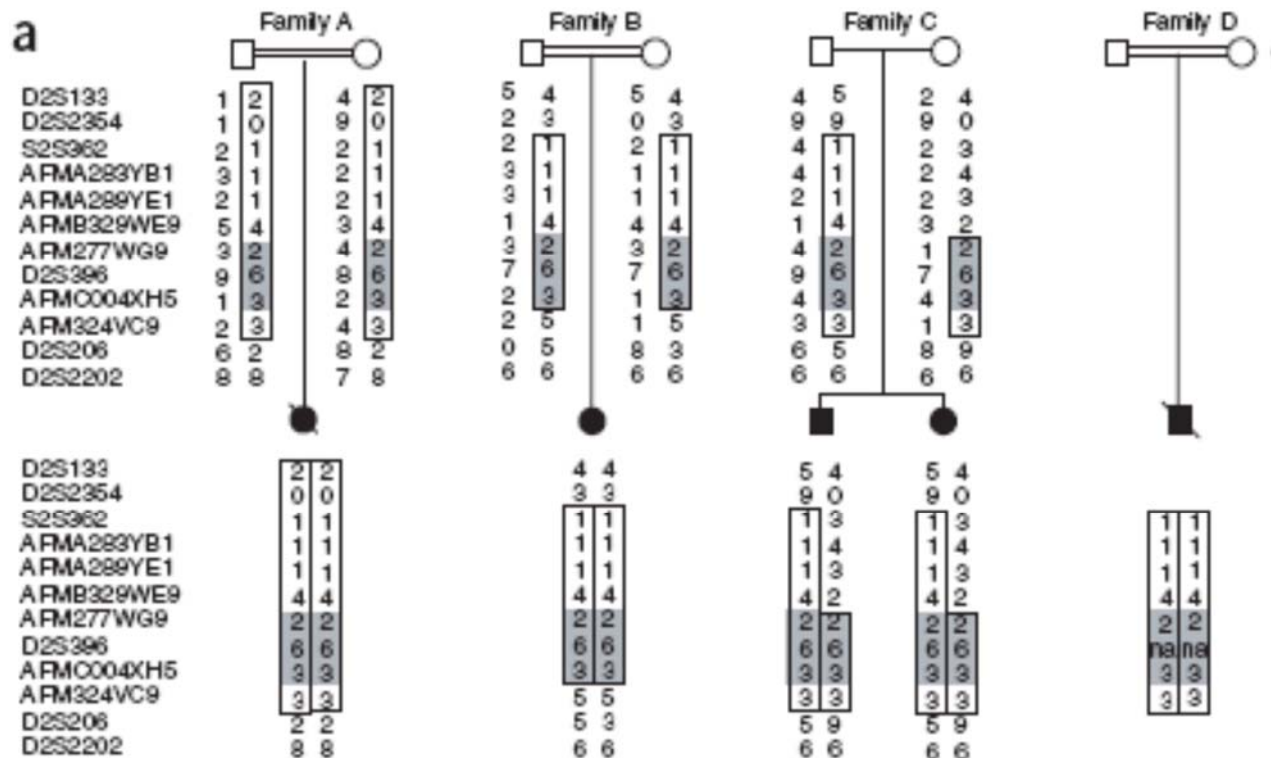 a
Family A Family B Family C Family D
D2S133 1 2 4 2 5 4 5 4 4 5 2 4
D2S2354 1 0 9 0 2 3 0 3 9 9 9 0
S2S362 2 1 2 1 2 1 2 1 4 1 2 3
AFMA283YB1 3 1 2 1 3 1 1 1 4 1 2 4
AFMA289YE1 2 1 2 1 3 1 1 1 2 1 2 3
AFMB329WE9 5 4 3 4 1 4 4 4 1 4 3 2
AFM277WG9 3 2 4 2 3 2 3 2 4 2 1 2
D2S396 9 6 8 6 7 6 7 6 9 6 7 6
AFMC004XH5 1 3 2 3 2 3 1 3 4 3 4 3
AFM324VC9 2 3 4 3 2 5 1 5 3 3 1 3
D2S206 6 2 8 2 0 5 8 3 6 5 8 9
D2S2202 8 8 7 8 6 6 6 6 6 6 6 6
D2S133 2 2 4 4 5 4 5 4
D2S2354 0 0 3 3 9 0 9 0
S2S362 1 1 1 1 1 3 1 3 1 1
AFMA283YB1 1 1 1 1 1 4 1 4 1 1
AFMA289YE1 1 1 1 1 1 3 1 3 1 1
AFMB329WE9 4 4 4 4 4 2 4 2 4 4
AFM277WG9 2 2 2 2 2 2 2 2 2 2
D2S396 6 6 6 6 6 6 6 6 na na
AFMC004XH5 3 3 3 3 3 3 3 3 3 3
AFM324VC9 3 3 5 5 3 3 3 3 3 3
D2S206 2 2 5 3 5 9 5 9
D2S2202 8 8 6 6 6 6 6 6